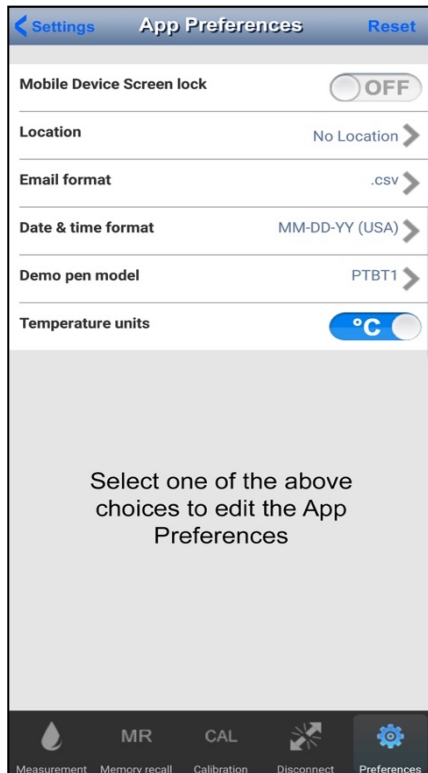 Settings App Preferences Reset
Mobile Device Screen lock OFF
Location No Location
Email format .csv
Date & time format MM-DD-YY (USA)
Demo pen model PTBT1
Temperature units °C
Select one of the above
choices to edit the App
Preferences
MR CAL
Measurement Memory recall Calibration Disconnect Preferences